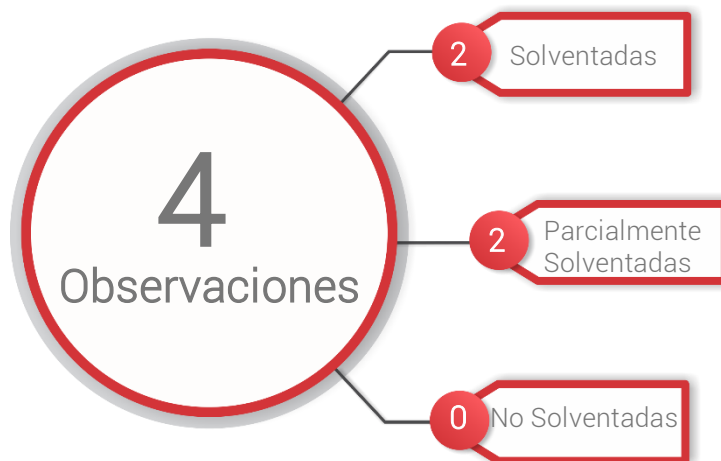 4
Observaciones
2
Solventadas
2
Parcialmente
Solventadas
0
No Solventadas